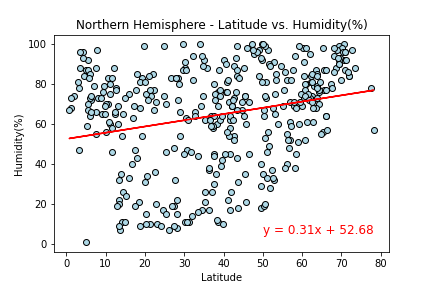 Northern Hemisphere - Latitude vs. Humidity(%)
100
80
60
40
20
0
Humidity(%)
y = 0.31x + 52.68
0 10 20 30 40 50 60 70 80
Latitude